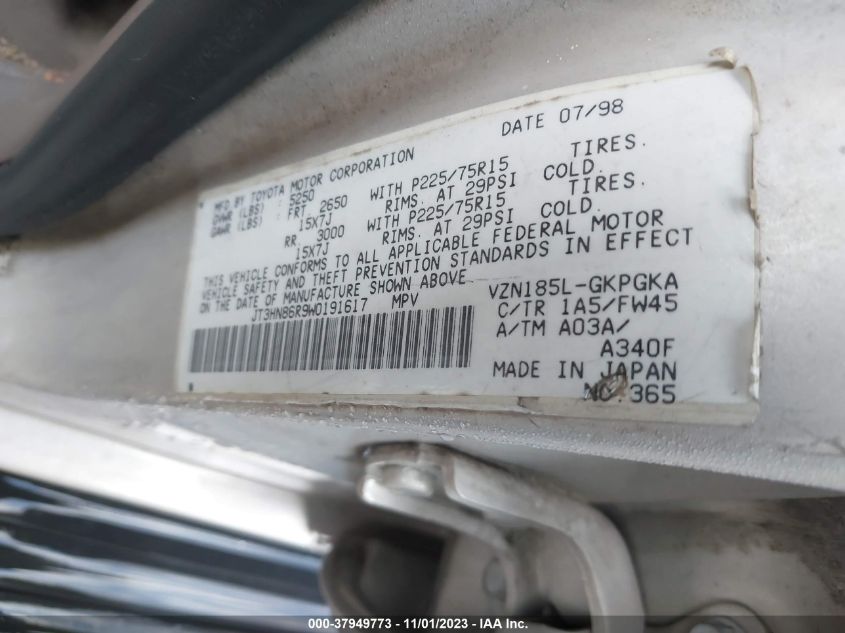 MFD. BY TOYOTA MOTOR CORPORATION DATE 07/98
GVWR (LBS) : 5250
GAWR (LBS) : FRT. 2650 WITH P225/75R15 TIRES.
15X7J RIMS. AT 29PSI COLD.
RR. 3000 WITH P225/75R15 TIRES.
15X7J RIMS. AT 29PSI COLD.
THIS VEHICLE CONFORMS TO ALL APPLICABLE FEDERAL MOTOR
VEHICLE SAFETY AND THEFT PREVENTION STANDARDS IN EFFECT
ON THE DATE OF MANUFACTURE SHOWN ABOVE
JT3HN86R9W0191617 MPV
VZN185L-GKPGKA
C/TR 1A5/FW45
A/TM A03A/
A340F
MADE IN JAPAN
NO.365
000-37949773 - 11/01/2023 - IAA Inc.